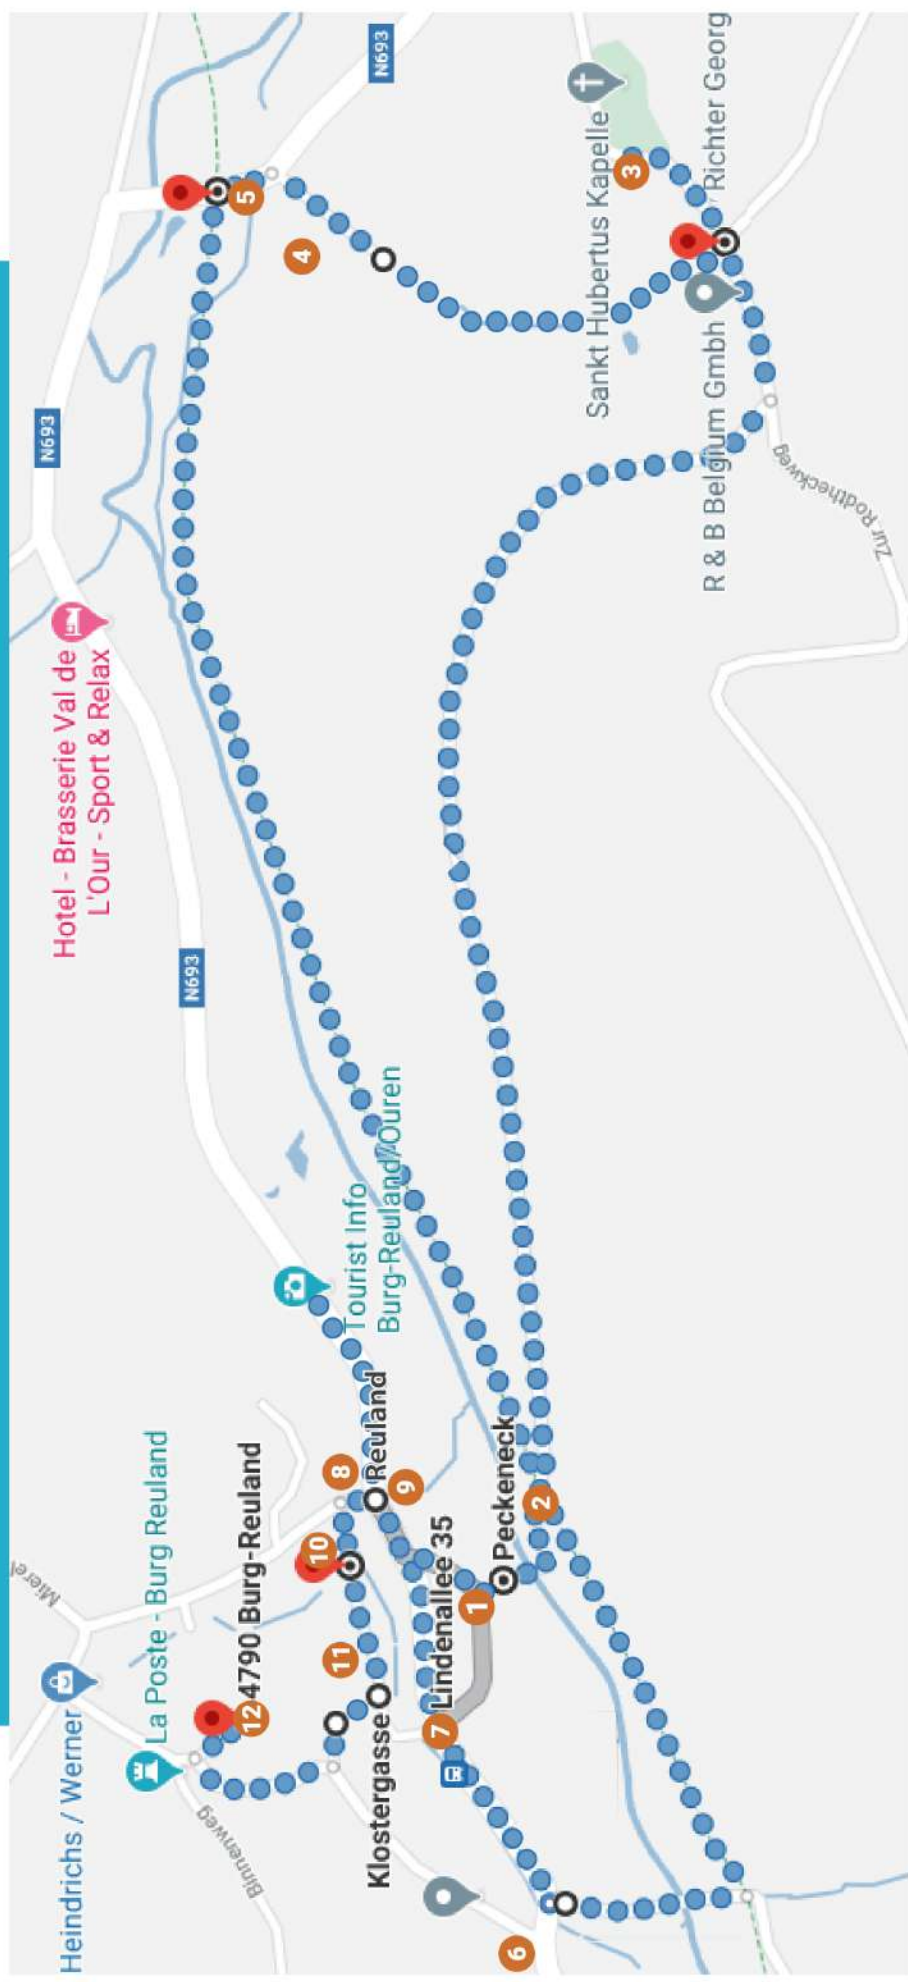 Heindrichs / Werner
Mierel
La Poste - Burg Reuland
Binnenweg
12
4790 Burg-Reuland
11
10
8
Reuland
9
Klostergasse
Lindenallee 35
7
1
Peckeneck
6
2
Tourist Info
Burg-Reuland/Ouren
N693
Hotel - Brasserie Val de
L'Our - Sport & Relax
N693
N693
5
4
Sankt Hubertus Kapelle
3
R & B Belgium Gmbh
Richter Georg
Zur Rodtheckweg